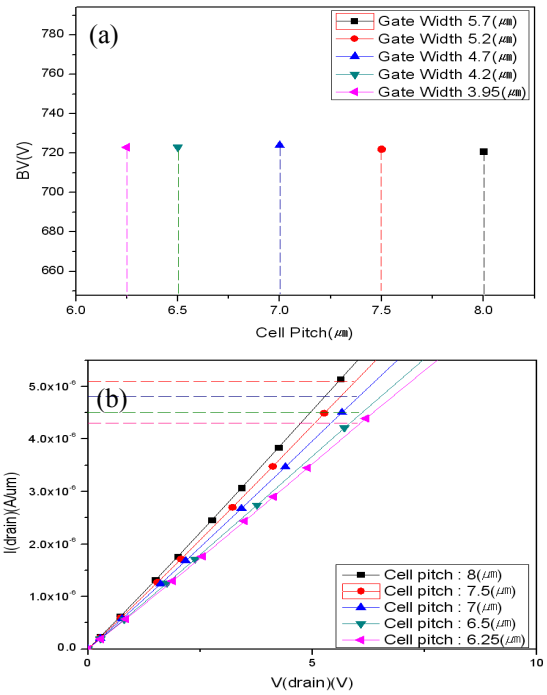 (a)
Gate Width 5.7(㎛)
Gate Width 5.2(㎛)
Gate Width 4.7(㎛)
Gate Width 4.2(㎛)
Gate Width 3.95(㎛)
780
760
740
720
700
680
660
BV(V)
6.0 6.5 7.0 7.5 8.0
Cell Pitch(㎛)
(b)
5.0x10⁻⁶
4.0x10⁻⁶
3.0x10⁻⁶
2.0x10⁻⁶
1.0x10⁻⁶
0.0
I(drain)(A/um)
Cell pitch : 8(㎛)
Cell pitch : 7.5(㎛)
Cell pitch : 7(㎛)
Cell pitch : 6.5(㎛)
Cell pitch : 6.25(㎛)
0 5 10
V(drain)(V)